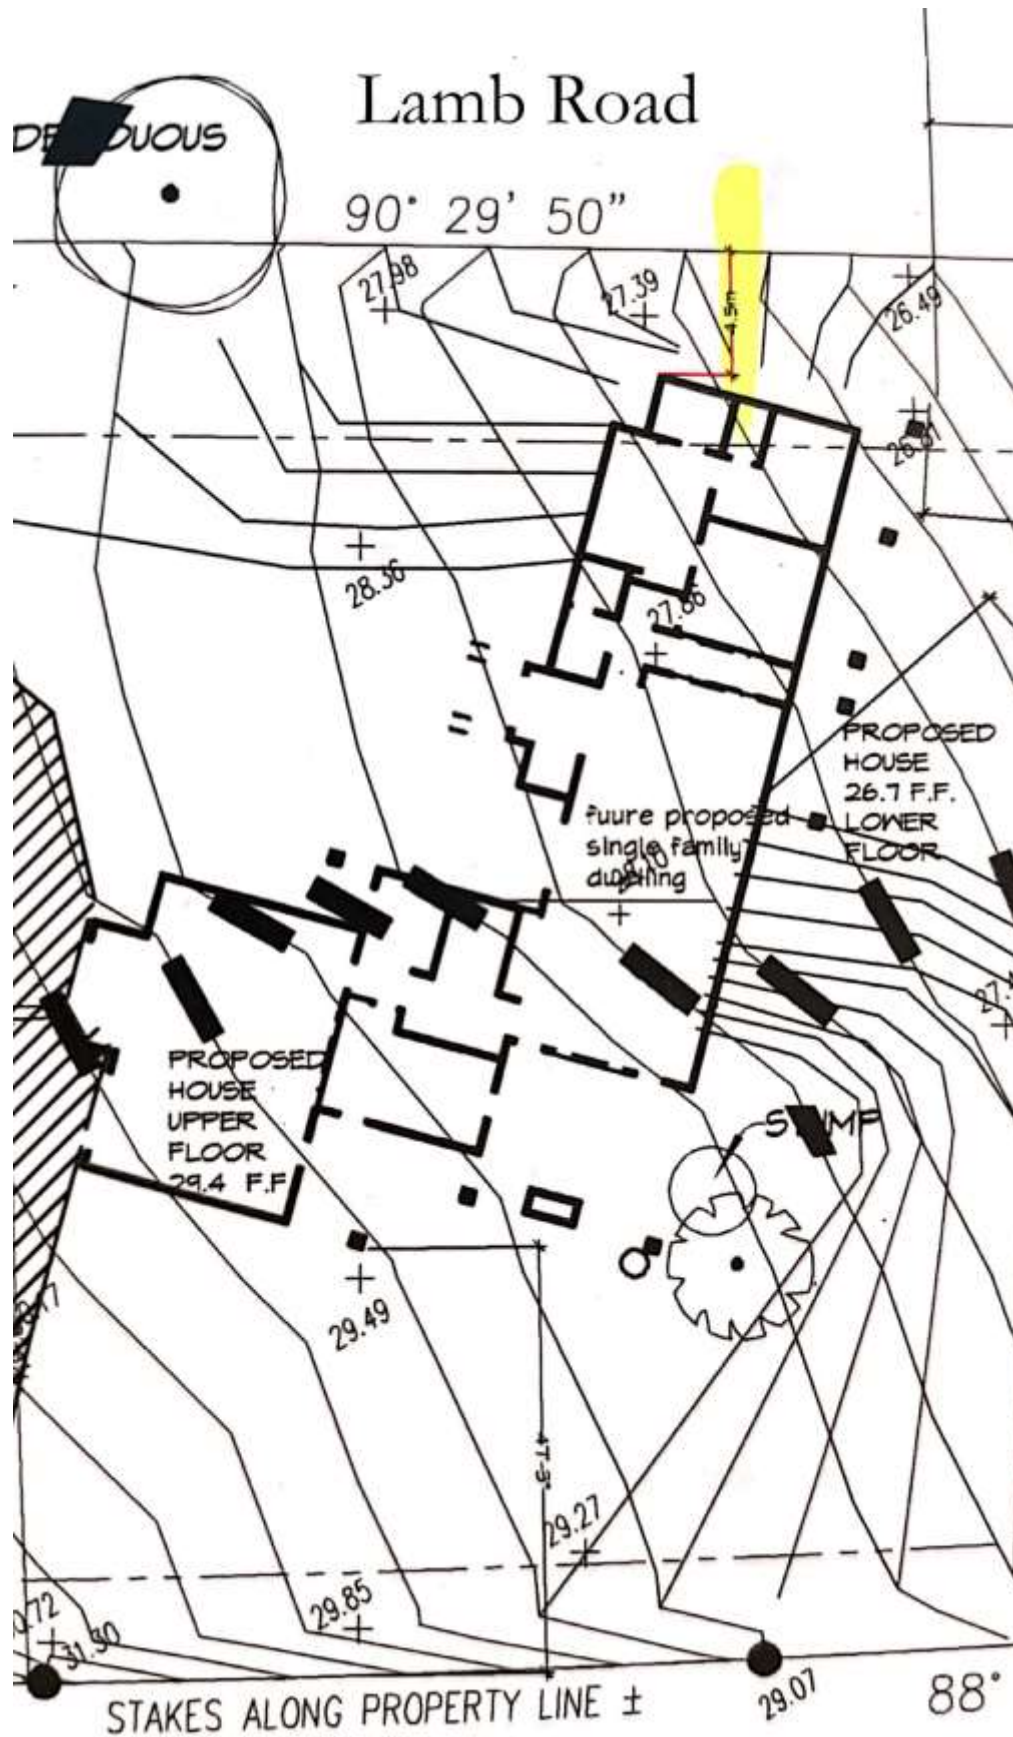 Lamb Road
DUOUS
90° 29' 50"
27.98
27.39
26.49
4.5m
28.36
27.86
PROPOSED
HOUSE
26.7 F.F.
LOWER
FLOOR
fuure proposed
single family
dwelling
PROPOSED
HOUSE
UPPER
FLOOR
29.4 F.F
29.49
29.27
29.85
31.30
29.07
88°
STAKES ALONG PROPERTY LINE ±